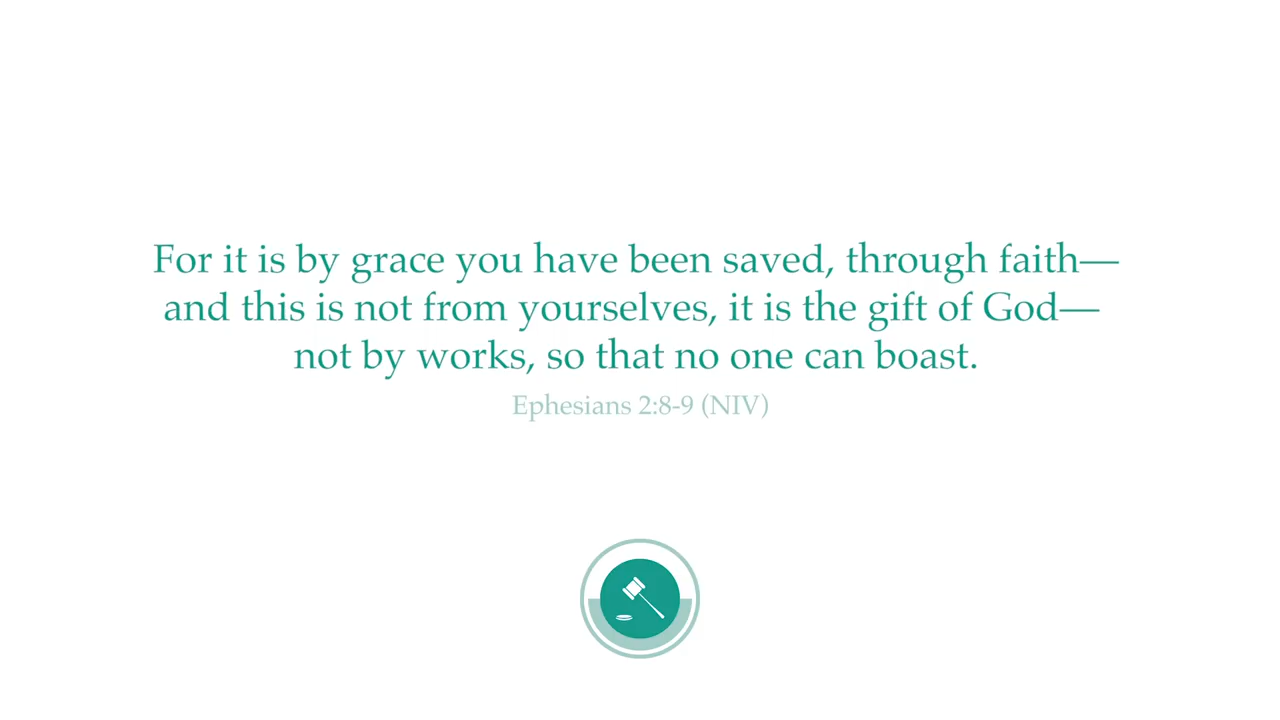 For it is by grace you have been saved, through faith—
and this is not from yourselves, it is the gift of God—
not by works, so that no one can boast.
Ephesians 2:8-9 (NIV)